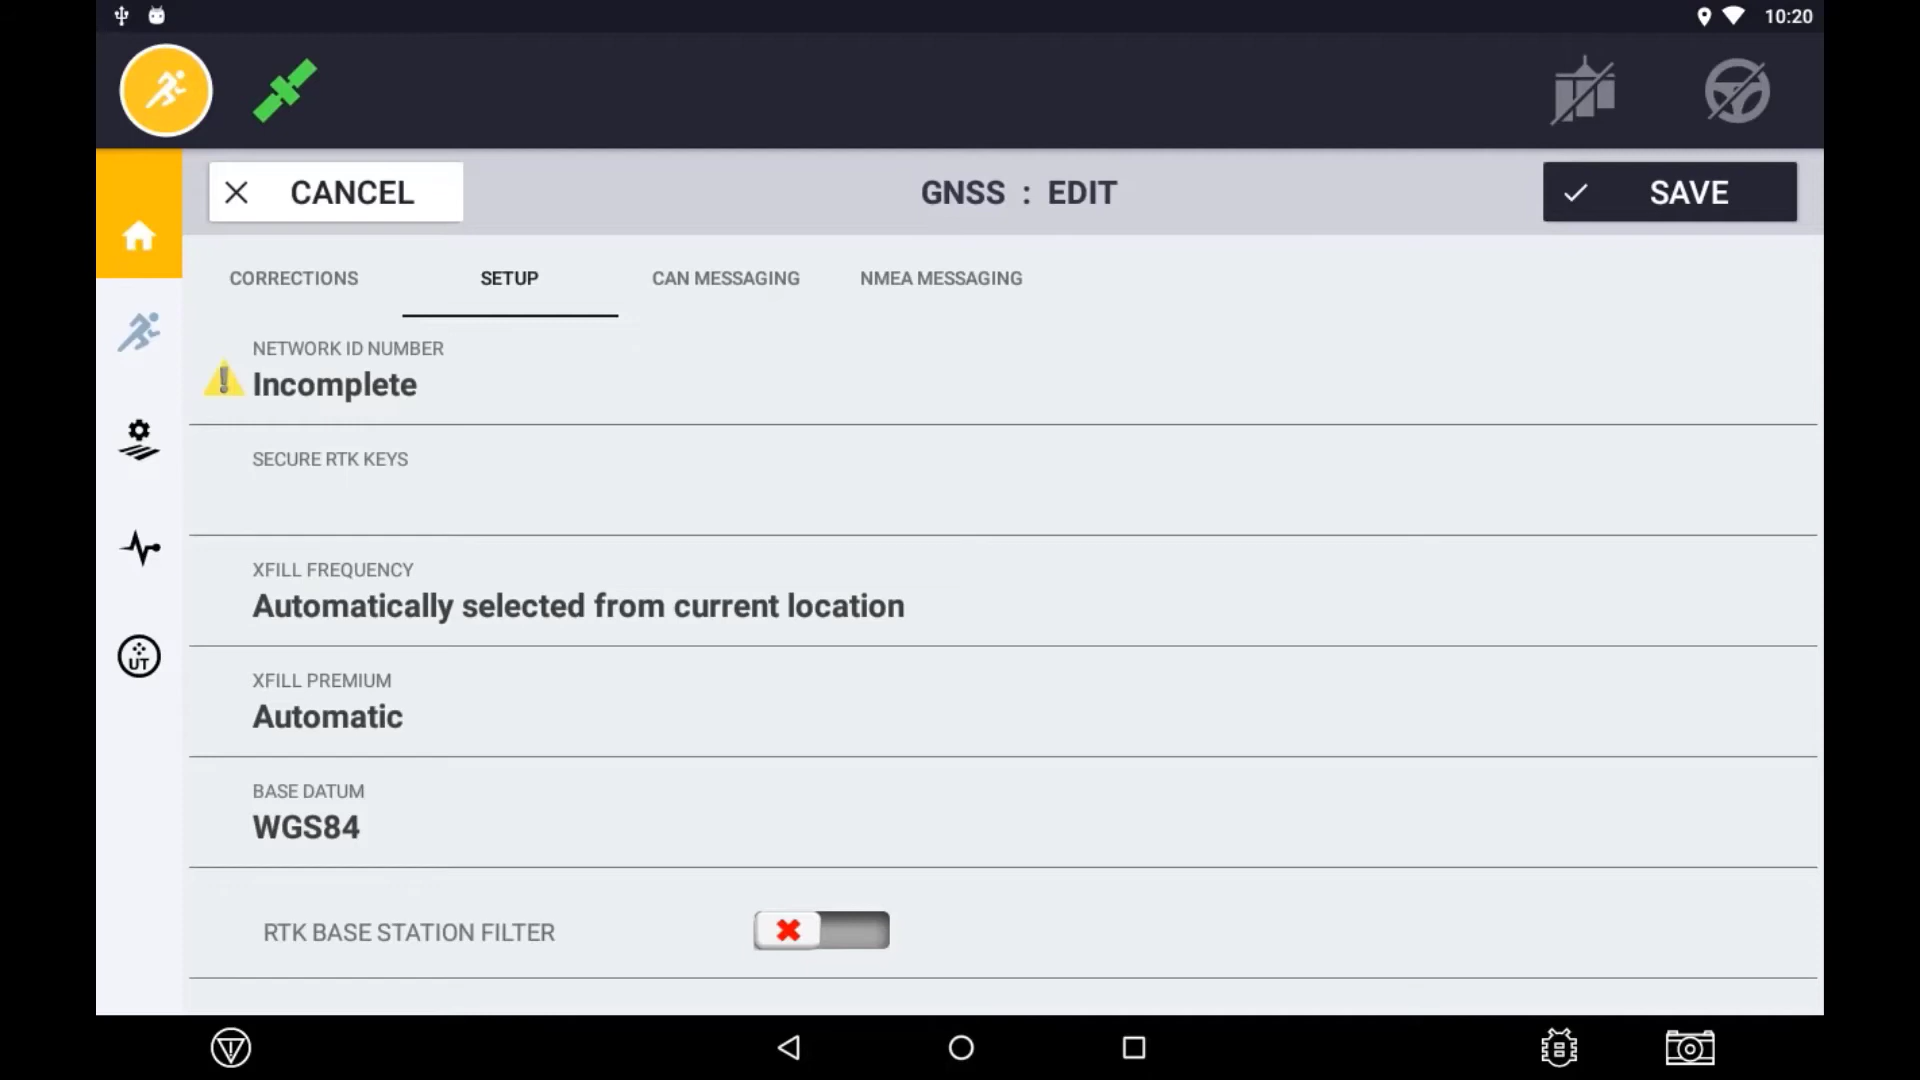 10:20
CANCEL
GNSS : EDIT
SAVE
CORRECTIONS
SETUP
CAN MESSAGING
NMEA MESSAGING
NETWORK ID NUMBER
Incomplete
SECURE RTK KEYS
XFILL FREQUENCY
Automatically selected from current location
XFILL PREMIUM
Automatic
UT
BASE DATUM
WGS84
RTK BASE STATION FILTER